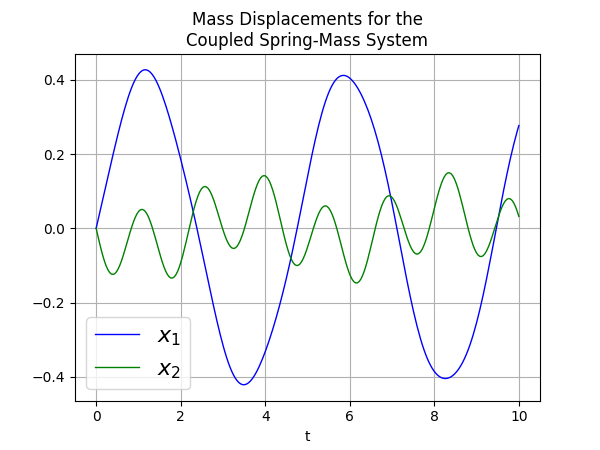 Mass Displacements for the
Coupled Spring-Mass System
0.4
0.2
0.0
−0.2
−0.4
x₁
x₂
0 2 4 6 8 10
t